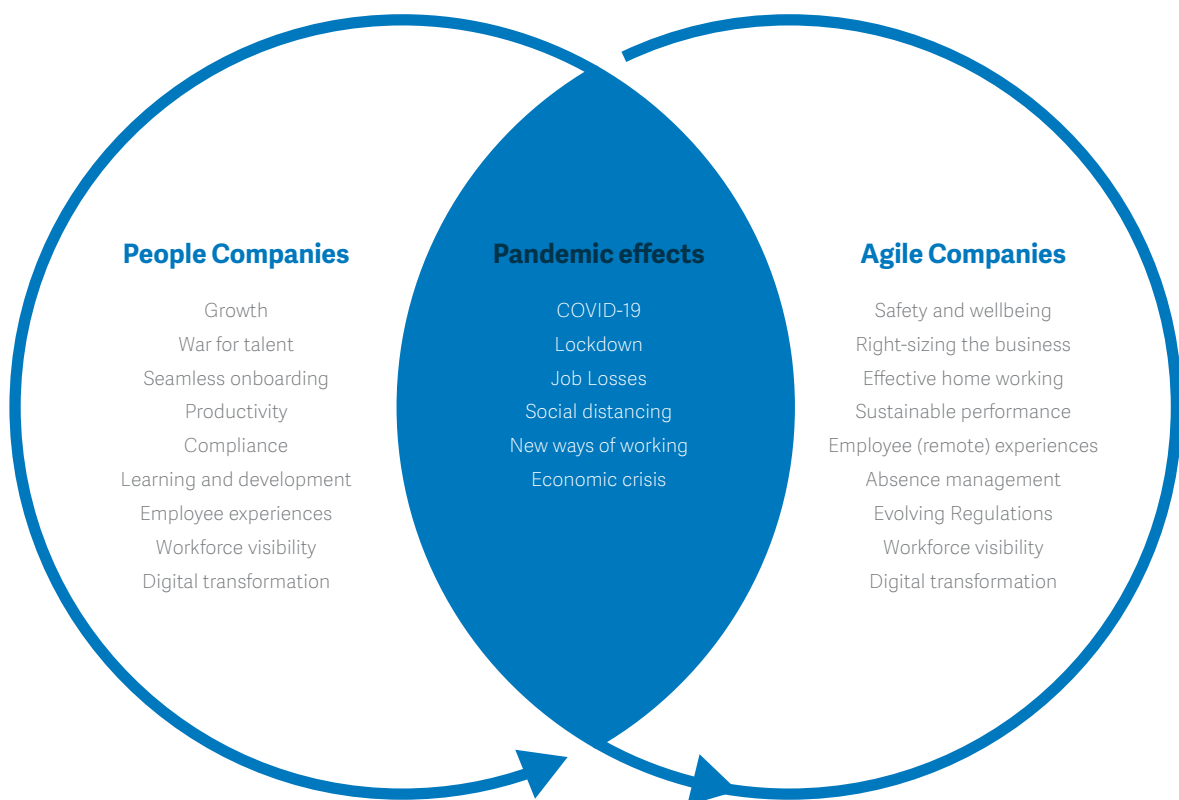 People Companies
Growth
War for talent
Seamless onboarding
Productivity
Compliance
Learning and development
Employee experiences
Workforce visibility
Digital transformation
Pandemic effects
COVID-19
Lockdown
Job Losses
Social distancing
New ways of working
Economic crisis
Agile Companies
Safety and wellbeing
Right-sizing the business
Effective home working
Sustainable performance
Employee (remote) experiences
Absence management
Evolving Regulations
Workforce visibility
Digital transformation